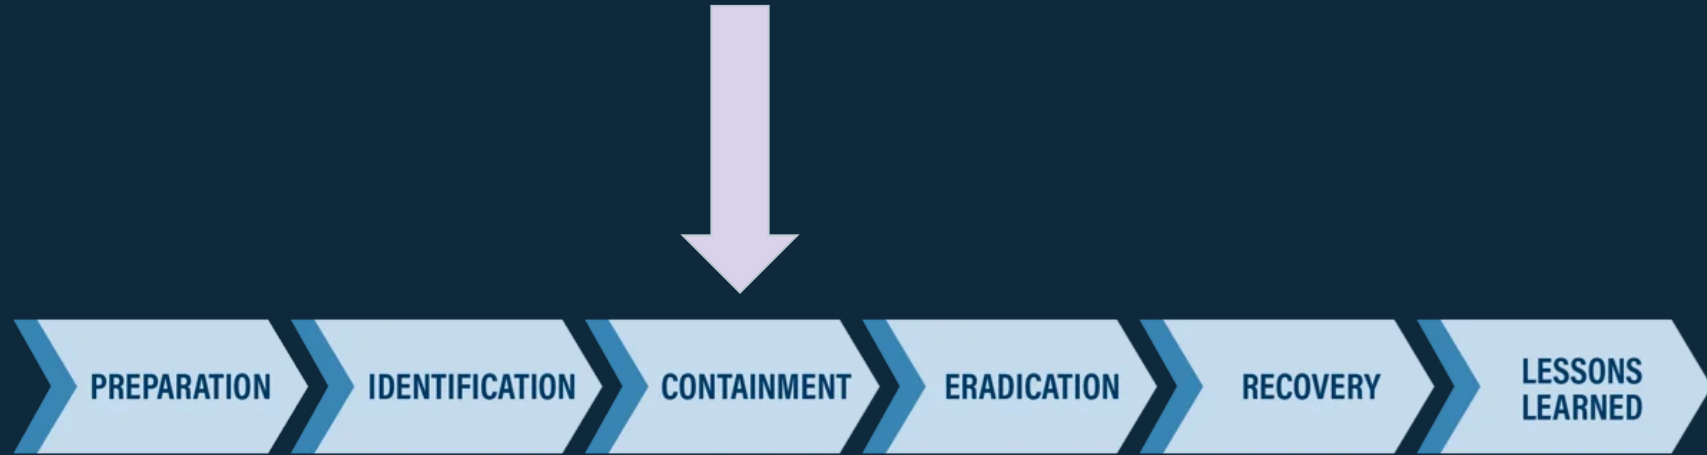 PREPARATION
IDENTIFICATION
CONTAINMENT
ERADICATION
RECOVERY
LESSONS
LEARNED